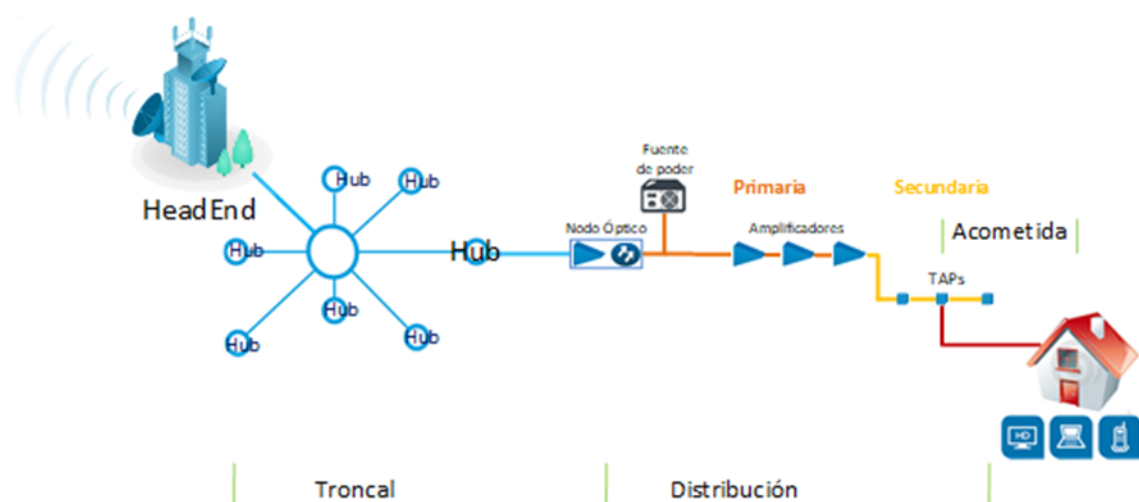 Fuente
de poder
Primaria
Secundaria
HeadEnd
Hub
Hub
Nodo Óptico
Amplificadores
Acometida
Hub
Hub
TAPs
Hub
Hub
Hub
HD
Troncal
Distribución